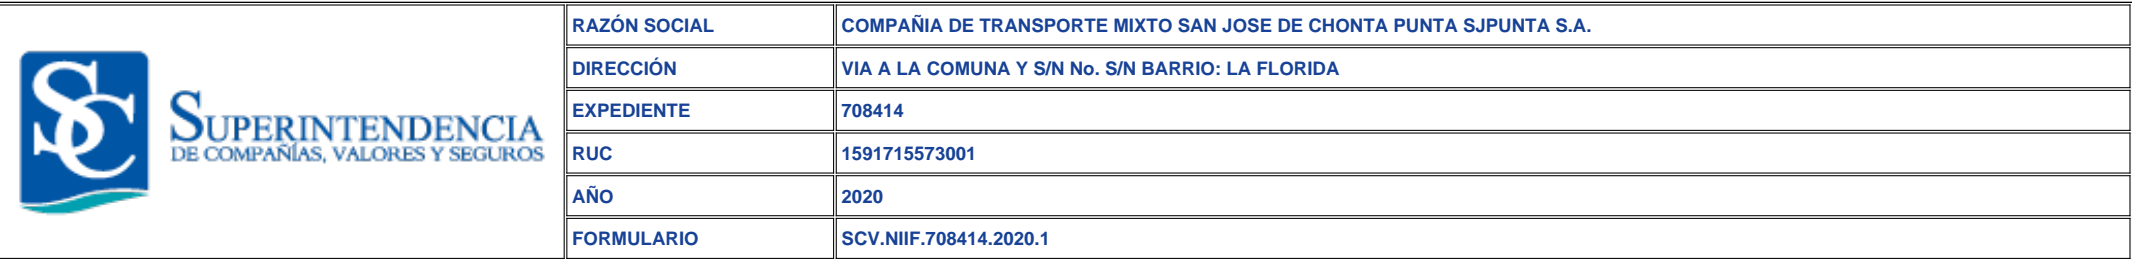 SC
SUPERINTENDENCIA
DE COMPAÑÍAS, VALORES Y SEGUROS
RAZÓN SOCIAL COMPAÑIA DE TRANSPORTE MIXTO SAN JOSE DE CHONTA PUNTA SJPUNTA S.A.
DIRECCIÓN VIA A LA COMUNA Y S/N No. S/N BARRIO: LA FLORIDA
EXPEDIENTE 708414
RUC 1591715573001
AÑO 2020
FORMULARIO SCV.NIIF.708414.2020.1